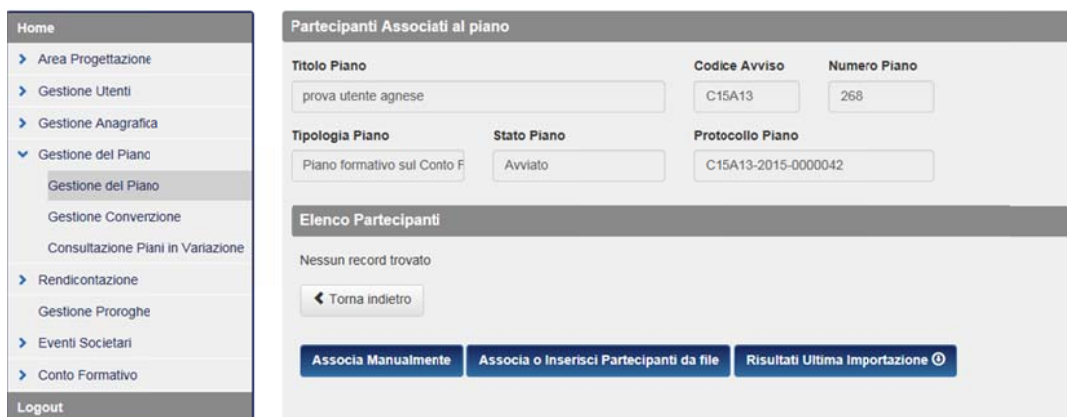 Home
Area Progettazione
Gestione Utenti
Gestione Anagrafica
Gestione del Piano
Gestione del Piano
Gestione Convenzione
Consultazione Piani in Variazione
Rendicontazione
Gestione Proroghe
Eventi Societari
Conto Formativo
Logout
Partecipanti Associati al piano
Titolo Piano Codice Avviso Numero Piano
prova utente agnese C15A13 268
Tipologia Piano Stato Piano Protocollo Piano
Piano formativo sul Conto F Avviato C15A13-2015-0000042
Elenco Partecipanti
Nessun record trovato
Torna indietro
Associa Manualmente Associa o Inserisci Partecipanti da file Risultati Ultima Importazione